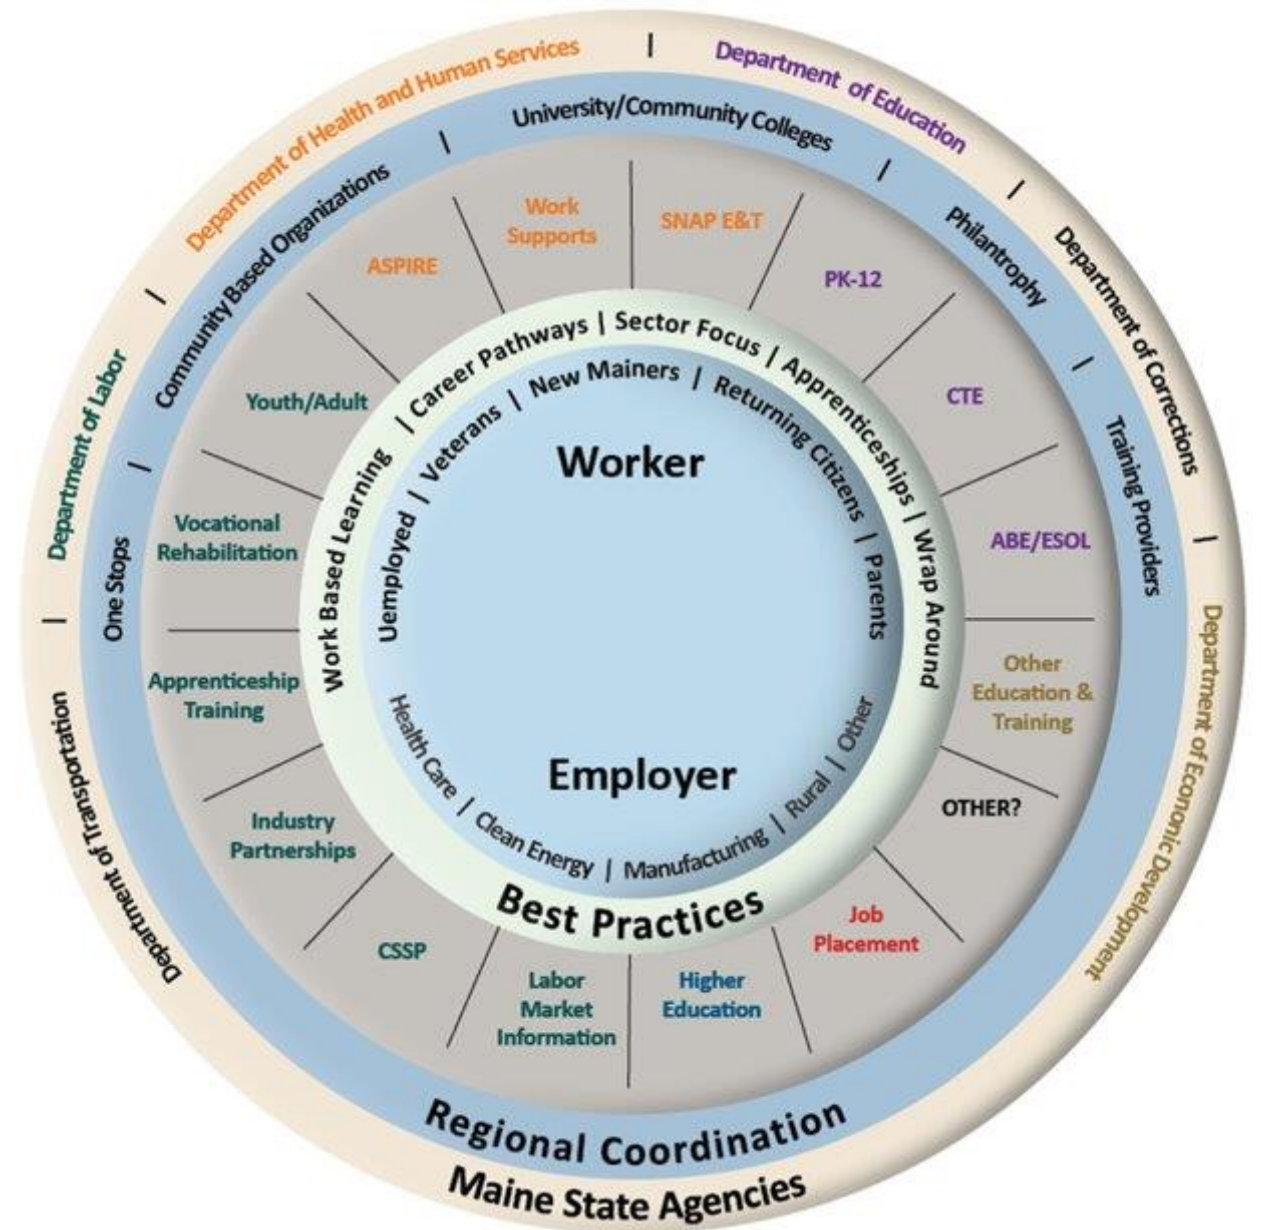 Department of Transportation | Department of Labor | Department of Health and Human Services | Department of Education | Department of Corrections | Department of Econonic Development
Maine State Agencies
One Stops | Community Based Organizations | University/Community Colleges | Philantrophy | Training Providers
Regional Coordination
Work
Supports
SNAP E&T
PK-12
CTE
ABE/ESOL
Other
Education &
Training
OTHER?
Job
Placement
Higher
Education
Labor
Market
Information
CSSP
Industry
Partnerships
Apprenticeship
Training
Vocational
Rehabilitation
Youth/Adult
ASPIRE
Work Based Learning | Career Pathways | Sector Focus | Apprenticeships | Wrap Around
Best Practices
Uemployed | Veterans | New Mainers | Returning Citizens | Parents
Worker
Employer
Health Care | Clean Energy | Manufacturing | Rural | Other